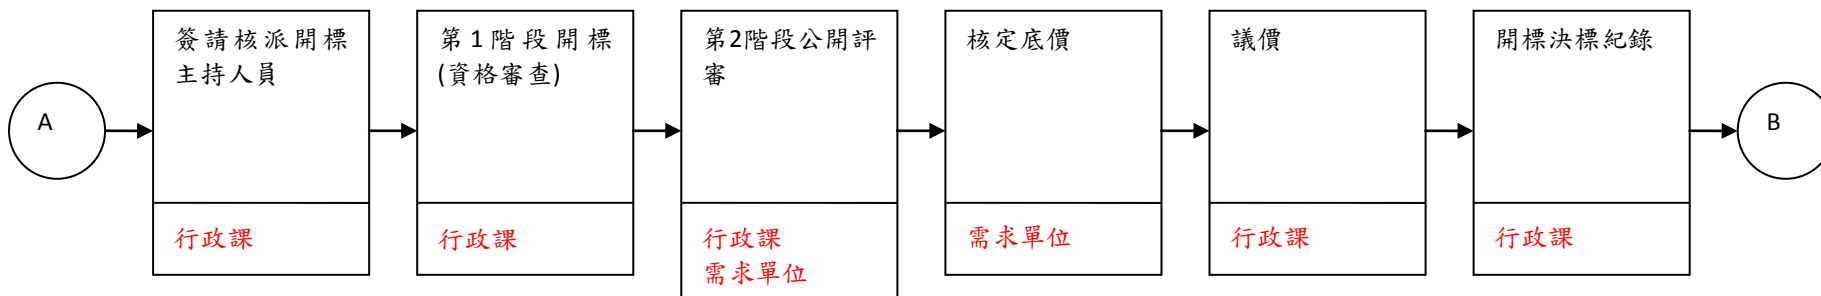 A
簽請核派開標
主持人員
行政課
第1階段開標
(資格審查)
行政課
第2階段公開評
審
行政課
需求單位
核定底價
需求單位
議價
行政課
開標決標紀錄
行政課
B